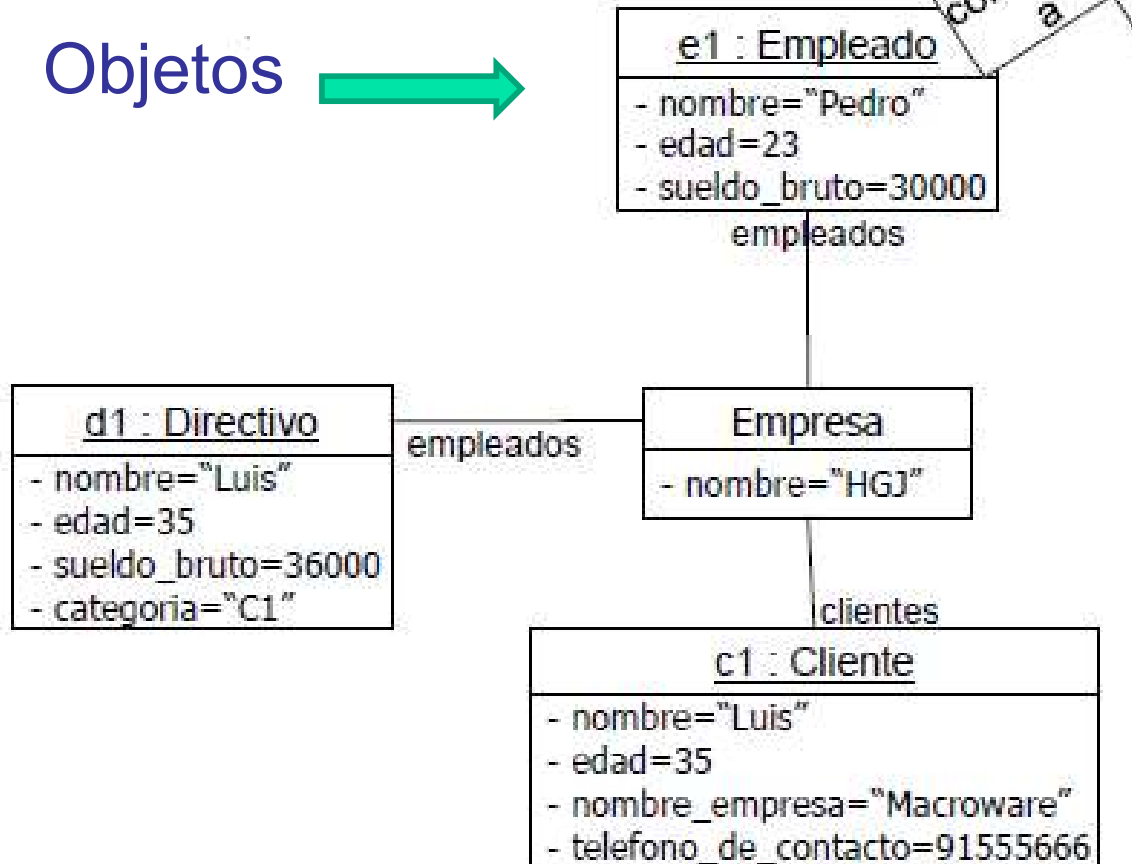 Objetos
e1 : Empleado
- nombre="Pedro"
- edad=23
- sueldo_bruto=30000
empleados
d1 : Directivo
- nombre="Luis"
- edad=35
- sueldo_bruto=36000
- categoria="C1"
empleados
Empresa
- nombre="HGJ"
clientes
c1 : Cliente
- nombre="Luis"
- edad=35
- nombre_empresa="Macroware"
- telefono_de_contacto=91555666
a